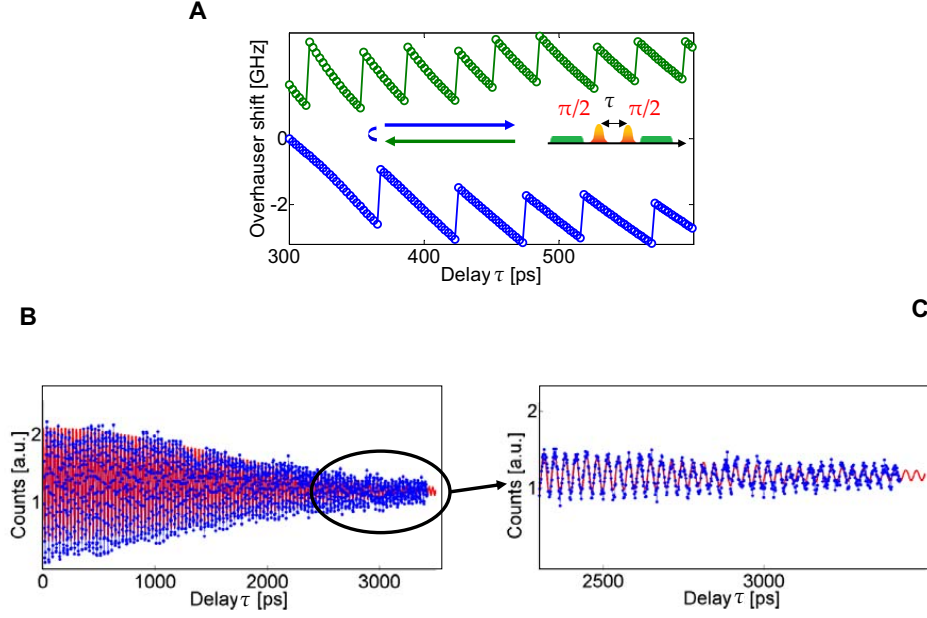 A
Overhauser shift [GHz]
0
-2
π/2 τ π/2
300 400 500
Delay τ [ps]
B
C
Counts [a.u.]
2
1
0 1000 2000 3000
Delay τ [ps]
Counts [a.u.]
2
1
2500 3000
Delay τ [ps]